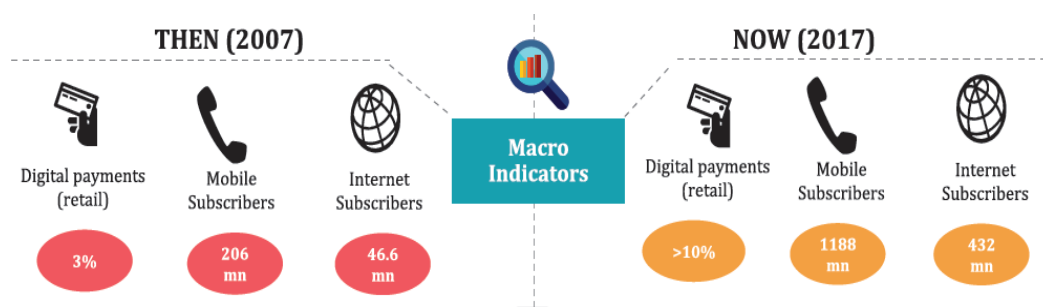 THEN (2007)
Digital payments
(retail)
3%
Mobile
Subscribers
206
mn
Internet
Subscribers
46.6
mn
Macro
Indicators
NOW (2017)
Digital payments
(retail)
>10%
Mobile
Subscribers
1188
mn
Internet
Subscribers
432
mn